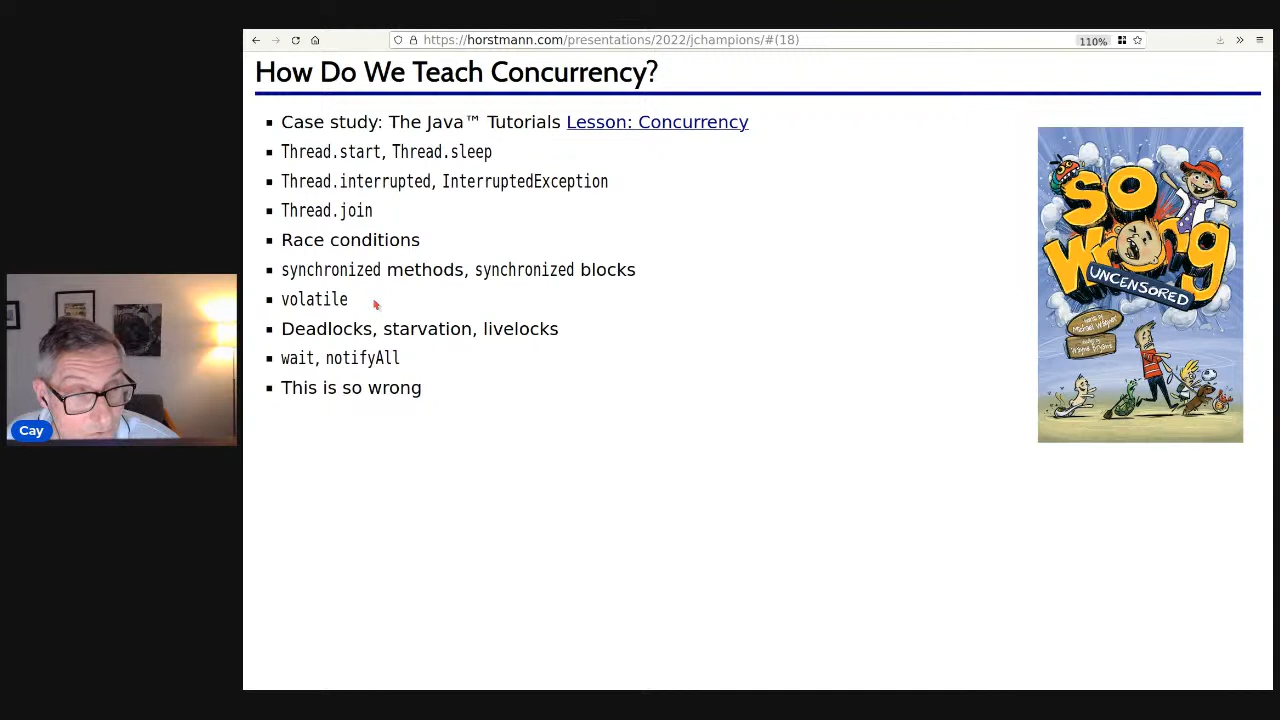 https://horstmann.com/presentations/2022/jchampions/#(18)
110%
How Do We Teach Concurrency?
▪ Case study: The Java™ Tutorials Lesson: Concurrency
▪ Thread.start, Thread.sleep
▪ Thread.interrupted, InterruptedException
▪ Thread.join
▪ Race conditions
▪ synchronized methods, synchronized blocks
▪ volatile
▪ Deadlocks, starvation, livelocks
▪ wait, notifyAll
▪ This is so wrong
SO
Wrong
UNCENSORED
Michael Wagner
Cay